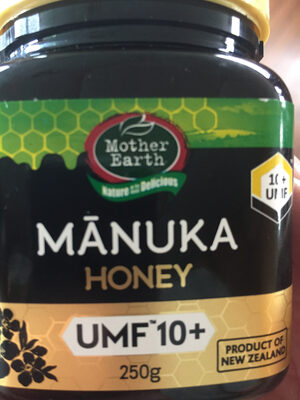 Mother
Earth
Nature at its Delicious
10+
UMF
MĀNUKA
HONEY
UMF™10+
250g
PRODUCT OF
NEW ZEALAND